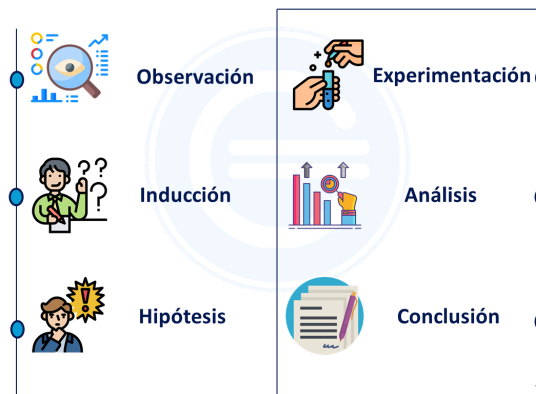 Observación
Inducción
Hipótesis
Experimentación
Análisis
Conclusión